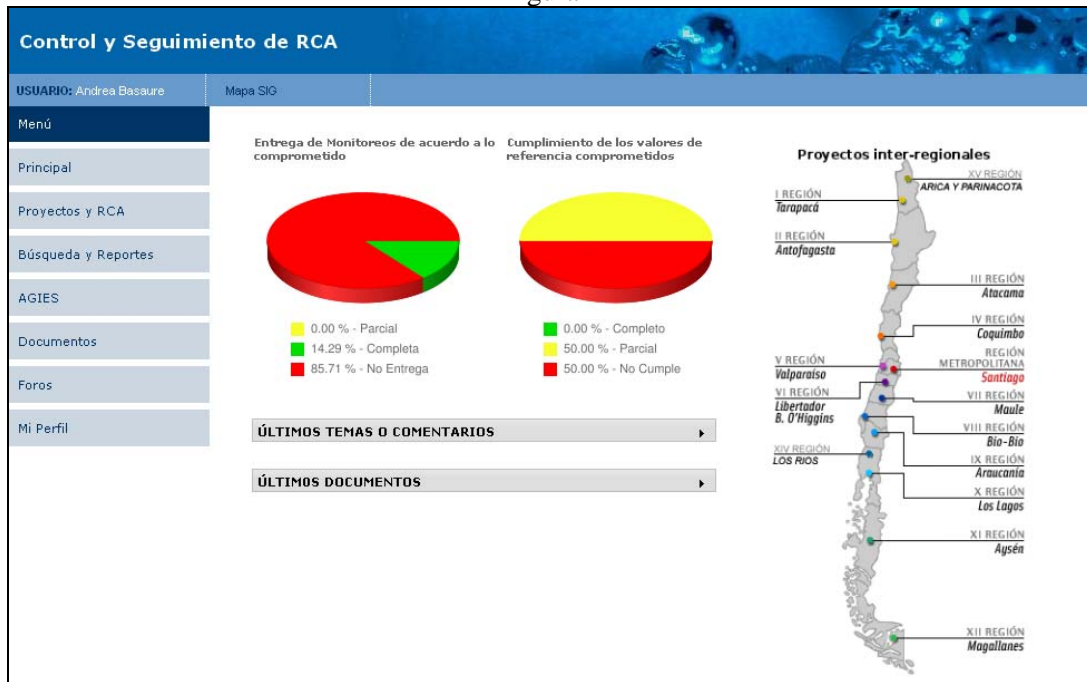 Control y Seguimiento de RCA
USUARIO: Andrea Basaure
Mapa SIG
Menú
Principal
Proyectos y RCA
Búsqueda y Reportes
AGIES
Documentos
Foros
Mi Perfil
Entrega de Monitoreos de acuerdo a lo
comprometido
0.00 % - Parcial
14.29 % - Completa
85.71 % - No Entrega
Cumplimiento de los valores de
referencia comprometidos
0.00 % - Completo
50.00 % - Parcial
50.00 % - No Cumple
ÚLTIMOS TEMAS O COMENTARIOS
ÚLTIMOS DOCUMENTOS
Proyectos inter-regionales
XV REGIÓN
ARICA Y PARINACOTA
I REGIÓN
Tarapacá
II REGIÓN
Antofagasta
III REGIÓN
Atacama
IV REGIÓN
Coquimbo
REGIÓN
METROPOLITANA
Santiago
V REGIÓN
Valparaíso
VI REGIÓN
Libertador
B. O'Higgins
VII REGIÓN
Maule
VIII REGIÓN
Bio-Bio
XIV REGIÓN
LOS RIOS
IX REGIÓN
Araucanía
X REGIÓN
Los Lagos
XI REGIÓN
Aysén
XII REGIÓN
Magallanes